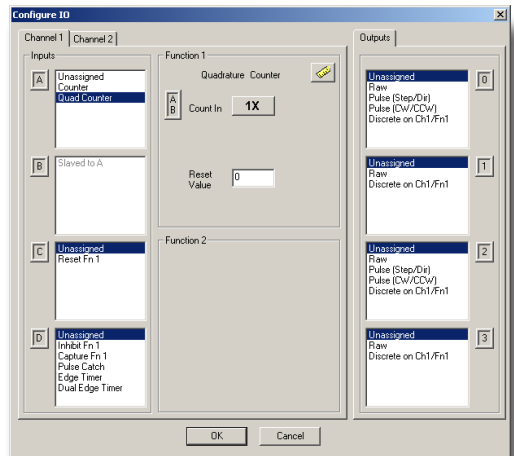 Configure IO
Channel 1
Channel 2
Inputs
A
Unassigned
Counter
Quad Counter
B
Slaved to A
C
Unassigned
Reset Fn 1
D
Unassigned
Inhibit Fn 1
Capture Fn 1
Pulse Catch
Edge Timer
Dual Edge Timer
Function 1
Quadrature Counter
A
B
Count In
1X
Reset
Value
0
Function 2
Outputs
Unassigned
Raw
Pulse (Step/Dir)
Pulse (CW/CCW)
Discrete on Ch1/Fn1
0
Unassigned
Raw
Discrete on Ch1/Fn1
1
Unassigned
Raw
Pulse (Step/Dir)
Pulse (CW/CCW)
Discrete on Ch1/Fn1
2
Unassigned
Raw
Discrete on Ch1/Fn1
3
OK
Cancel